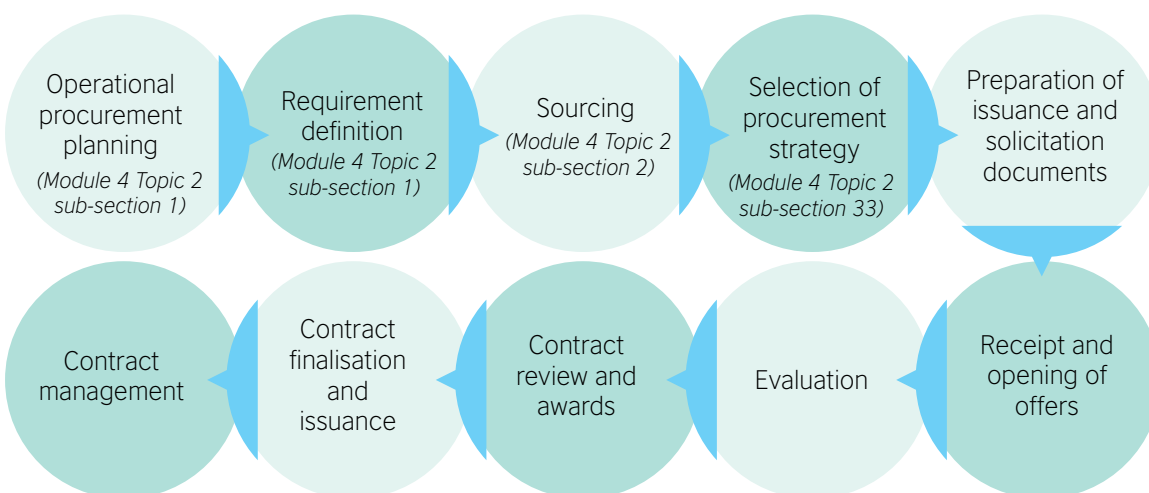 Operational
procurement
planning
(Module 4 Topic 2
sub-section 1)
Requirement
definition
(Module 4 Topic 2
sub-section 1)
Sourcing
(Module 4 Topic 2
sub-section 2)
Selection of
procurement
strategy
(Module 4 Topic 2
sub-section 33)
Preparation of
issuance and
solicitation
documents
Receipt and
opening of
offers
Evaluation
Contract
review and
awards
Contract
finalisation
and
issuance
Contract
management